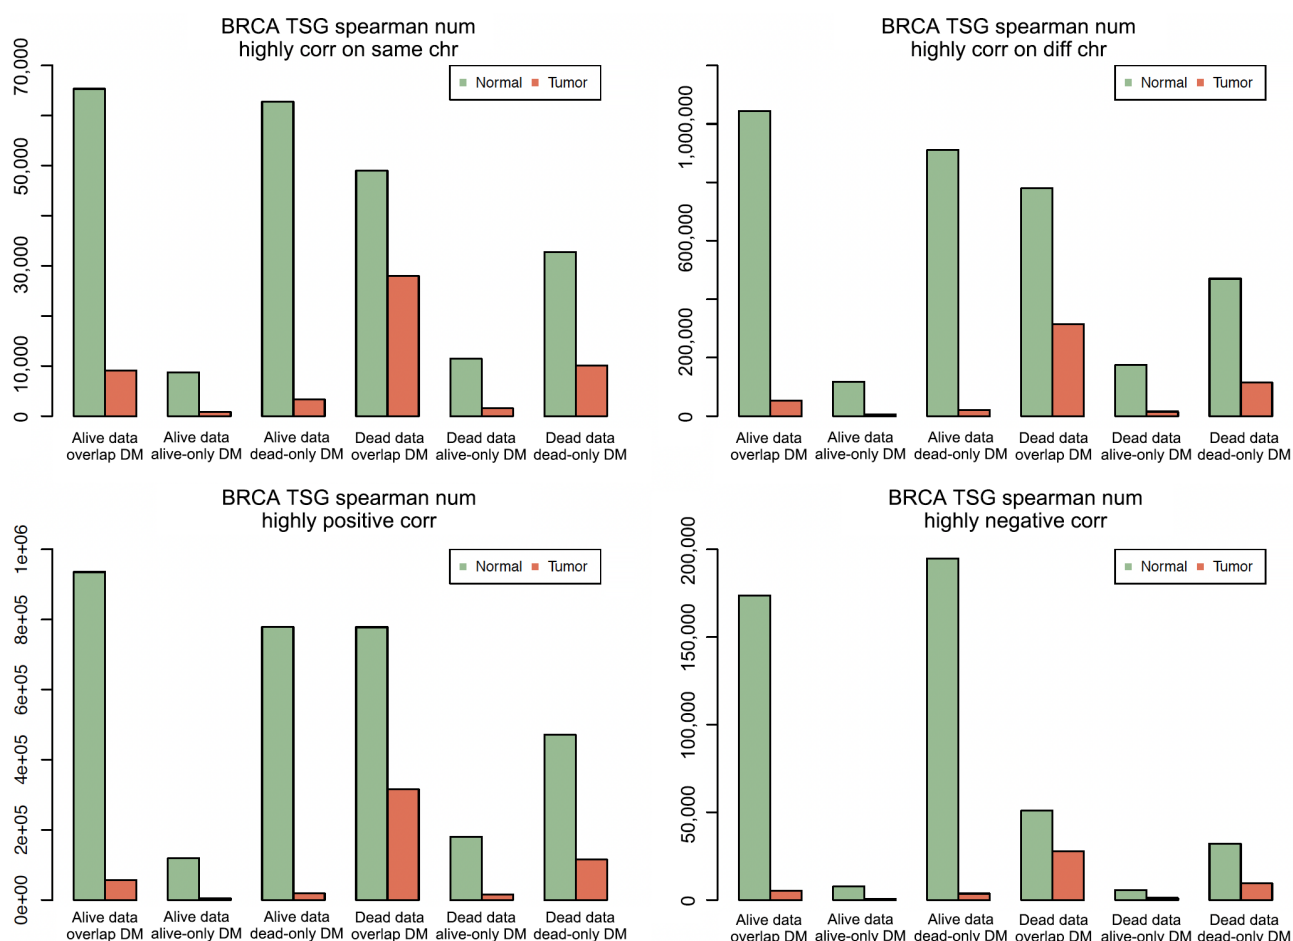 BRCA TSG spearman num
highly corr on same chr
70,000
50,000
30,000
10,000
0
Normal Tumor
Alive data overlap DM
Alive data alive-only DM
Alive data dead-only DM
Dead data overlap DM
Dead data alive-only DM
Dead data dead-only DM
BRCA TSG spearman num
highly corr on diff chr
1,000,000
600,000
200,000
0
Normal Tumor
Alive data overlap DM
Alive data alive-only DM
Alive data dead-only DM
Dead data overlap DM
Dead data alive-only DM
Dead data dead-only DM
BRCA TSG spearman num
highly positive corr
1e+06
8e+05
6e+05
4e+05
2e+05
0e+00
Normal Tumor
Alive data overlap DM
Alive data alive-only DM
Alive data dead-only DM
Dead data overlap DM
Dead data alive-only DM
Dead data dead-only DM
BRCA TSG spearman num
highly negative corr
200,000
150,000
100,000
50,000
0
Normal Tumor
Alive data overlap DM
Alive data alive-only DM
Alive data dead-only DM
Dead data overlap DM
Dead data alive-only DM
Dead data dead-only DM